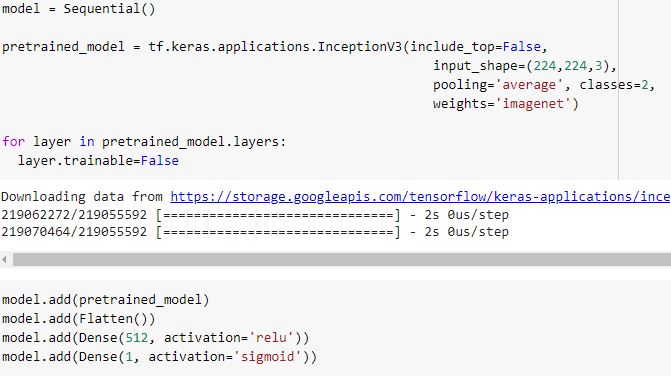 model = Sequential()
pretrained_model = tf.keras.applications.InceptionV3(include_top=False,
input_shape=(224,224,3),
pooling='average', classes=2,
weights='imagenet')
for layer in pretrained_model.layers:
layer.trainable=False
Downloading data from https://storage.googleapis.com/tensorflow/keras-applications/ince
219062272/219055592 [==============================] - 2s 0us/step
219070464/219055592 [==============================] - 2s 0us/step
model.add(pretrained_model)
model.add(Flatten())
model.add(Dense(512, activation='relu'))
model.add(Dense(1, activation='sigmoid'))